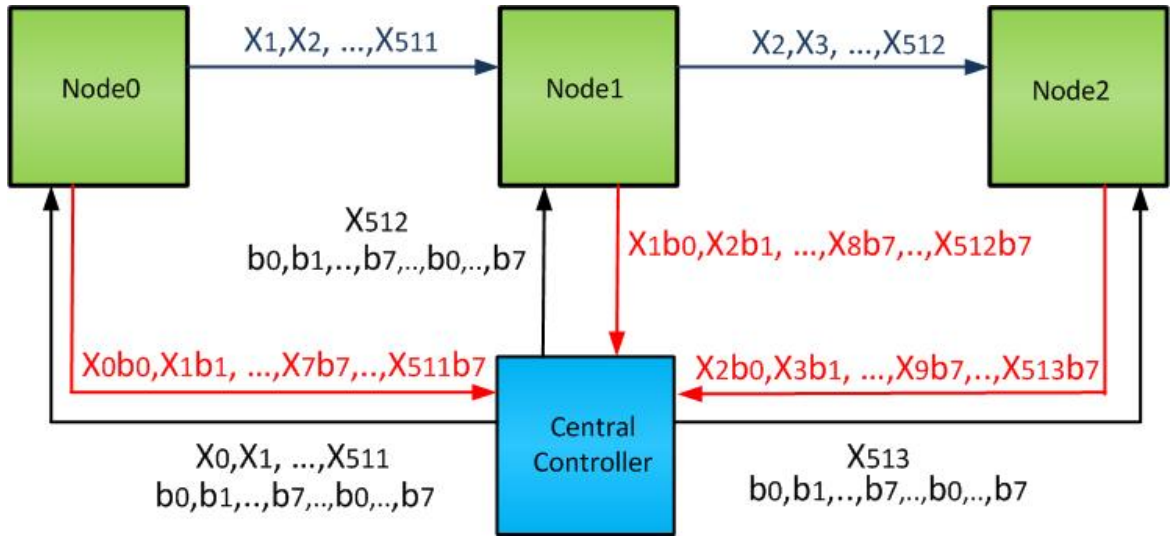 X1,X2, ...,X511
X2,X3, ...,X512
Node0
Node1
Node2
X512
b0,b1,..,b7,..,b0,..,b7
X1b0,X2b1, ...,X8b7,..,X512b7
X0b0,X1b1, ...,X7b7,..,X511b7
X2b0,X3b1, ...,X9b7,..,X513b7
Central
Controller
X0,X1, ...,X511
b0,b1,..,b7,..,b0,..,b7
X513
b0,b1,..,b7,..,b0,..,b7